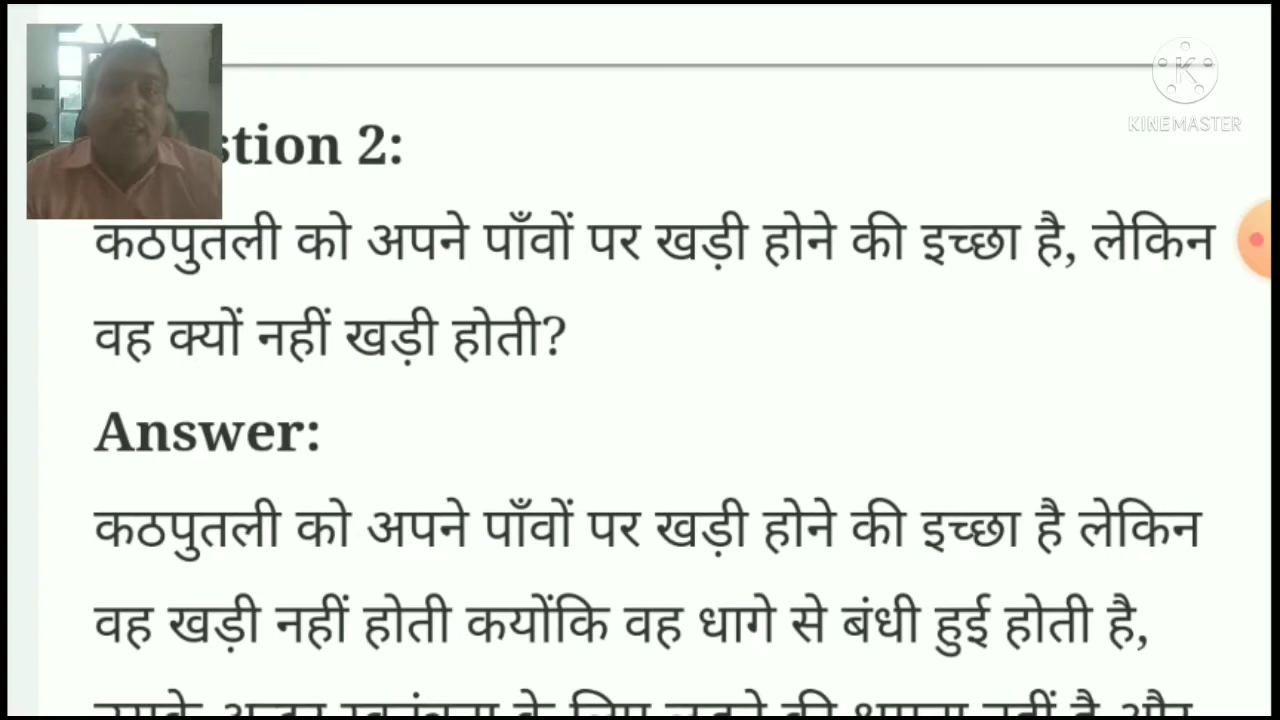 KINEMASTER
stion 2:
कठपुतली को अपने पाँवों पर खड़ी होने की इच्छा है, लेकिन
वह क्यों नहीं खड़ी होती?
Answer:
कठपुतली को अपने पाँवों पर खड़ी होने की इच्छा है लेकिन
वह खड़ी नहीं होती कयोंकि वह धागे से बंधी हुई होती है,